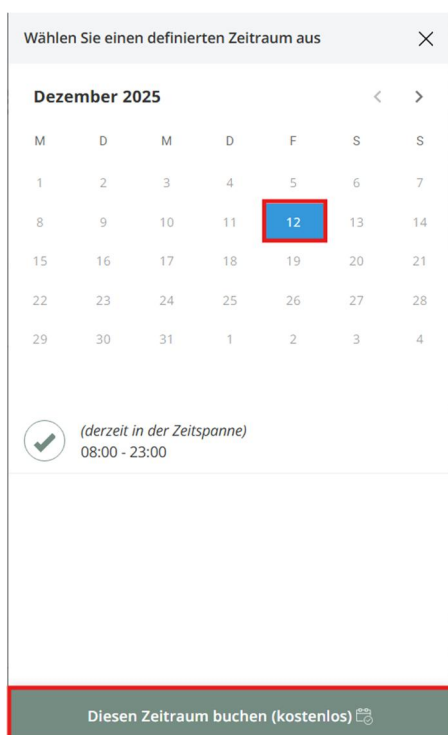 Wählen Sie einen definierten Zeitraum aus
Dezember 2025
M D M D F S S
1 2 3 4 5 6 7
8 9 10 11 12 13 14
15 16 17 18 19 20 21
22 23 24 25 26 27 28
29 30 31 1 2 3 4
(derzeit in der Zeitspanne)
08:00 - 23:00
Diesen Zeitraum buchen (kostenlos)